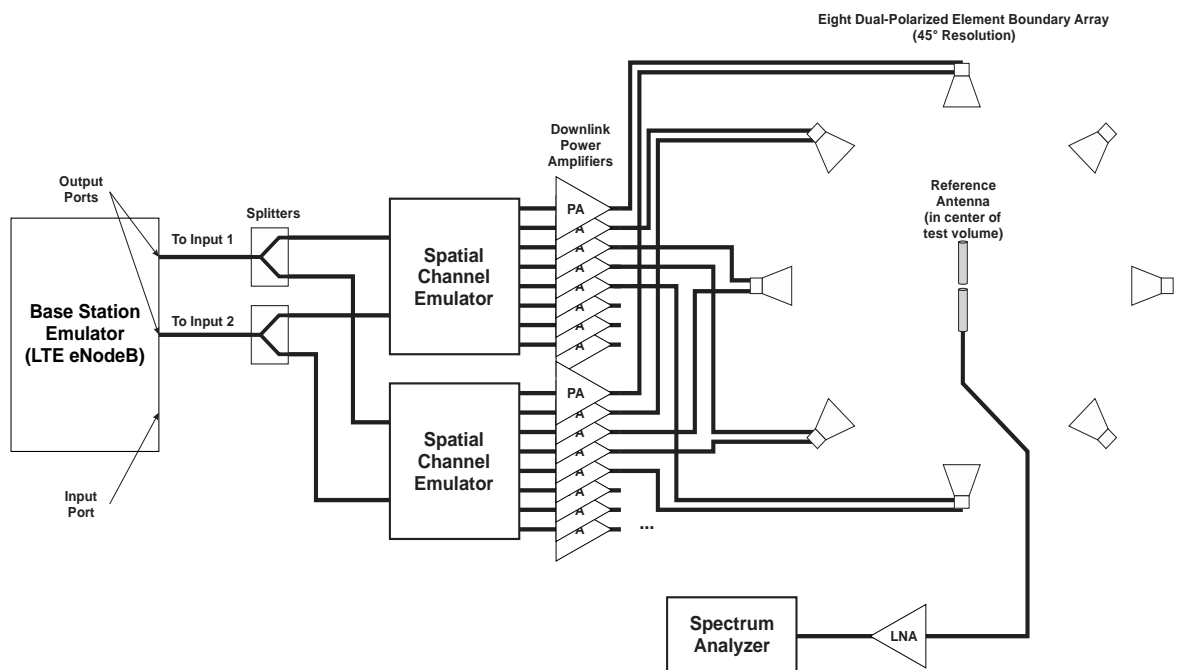 Eight Dual-Polarized Element Boundary Array
(45° Resolution)
Downlink
Power
Amplifiers
Output
Ports
Splitters
Reference
Antenna
(in center of
test volume)
To Input 1
To Input 2
Base Station
Emulator
(LTE eNodeB)
Spatial
Channel
Emulator
PA
A
A
A
A
A
A
A
Spatial
Channel
Emulator
PA
A
A
A
A
A
A
A
...
Input
Port
Spectrum
Analyzer
LNA